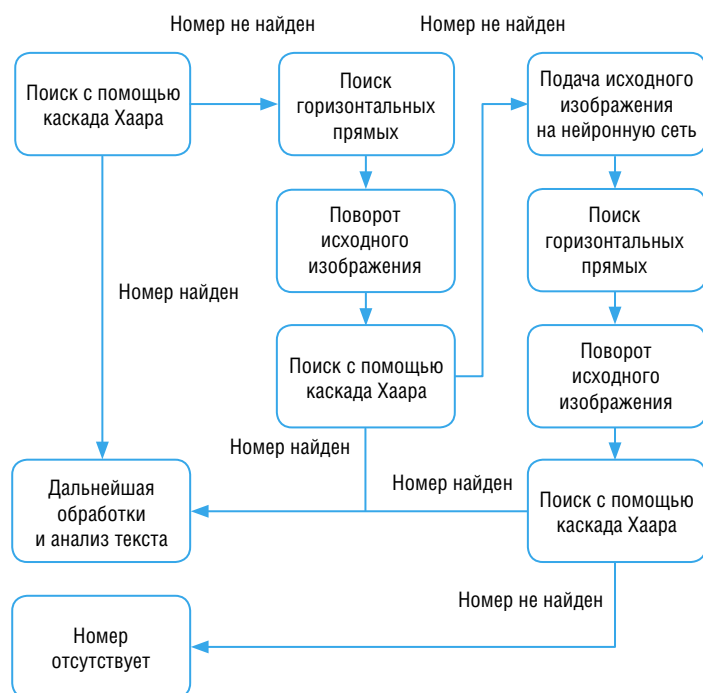 Номер не найден
Номер не найден
Поиск с помощью
каскада Хаара
Поиск
горизонтальных
прямых
Подача исходного
изображения
на нейронную сеть
Поворот
исходного
изображения
Поиск
горизонтальных
прямых
Номер найден
Поиск с помощью
каскада Хаара
Поворот
исходного
изображения
Номер найден
Номер найден
Дальнейшая
обработки
и анализ текста
Поиск с помощью
каскада Хаара
Номер не найден
Номер
отсутствует